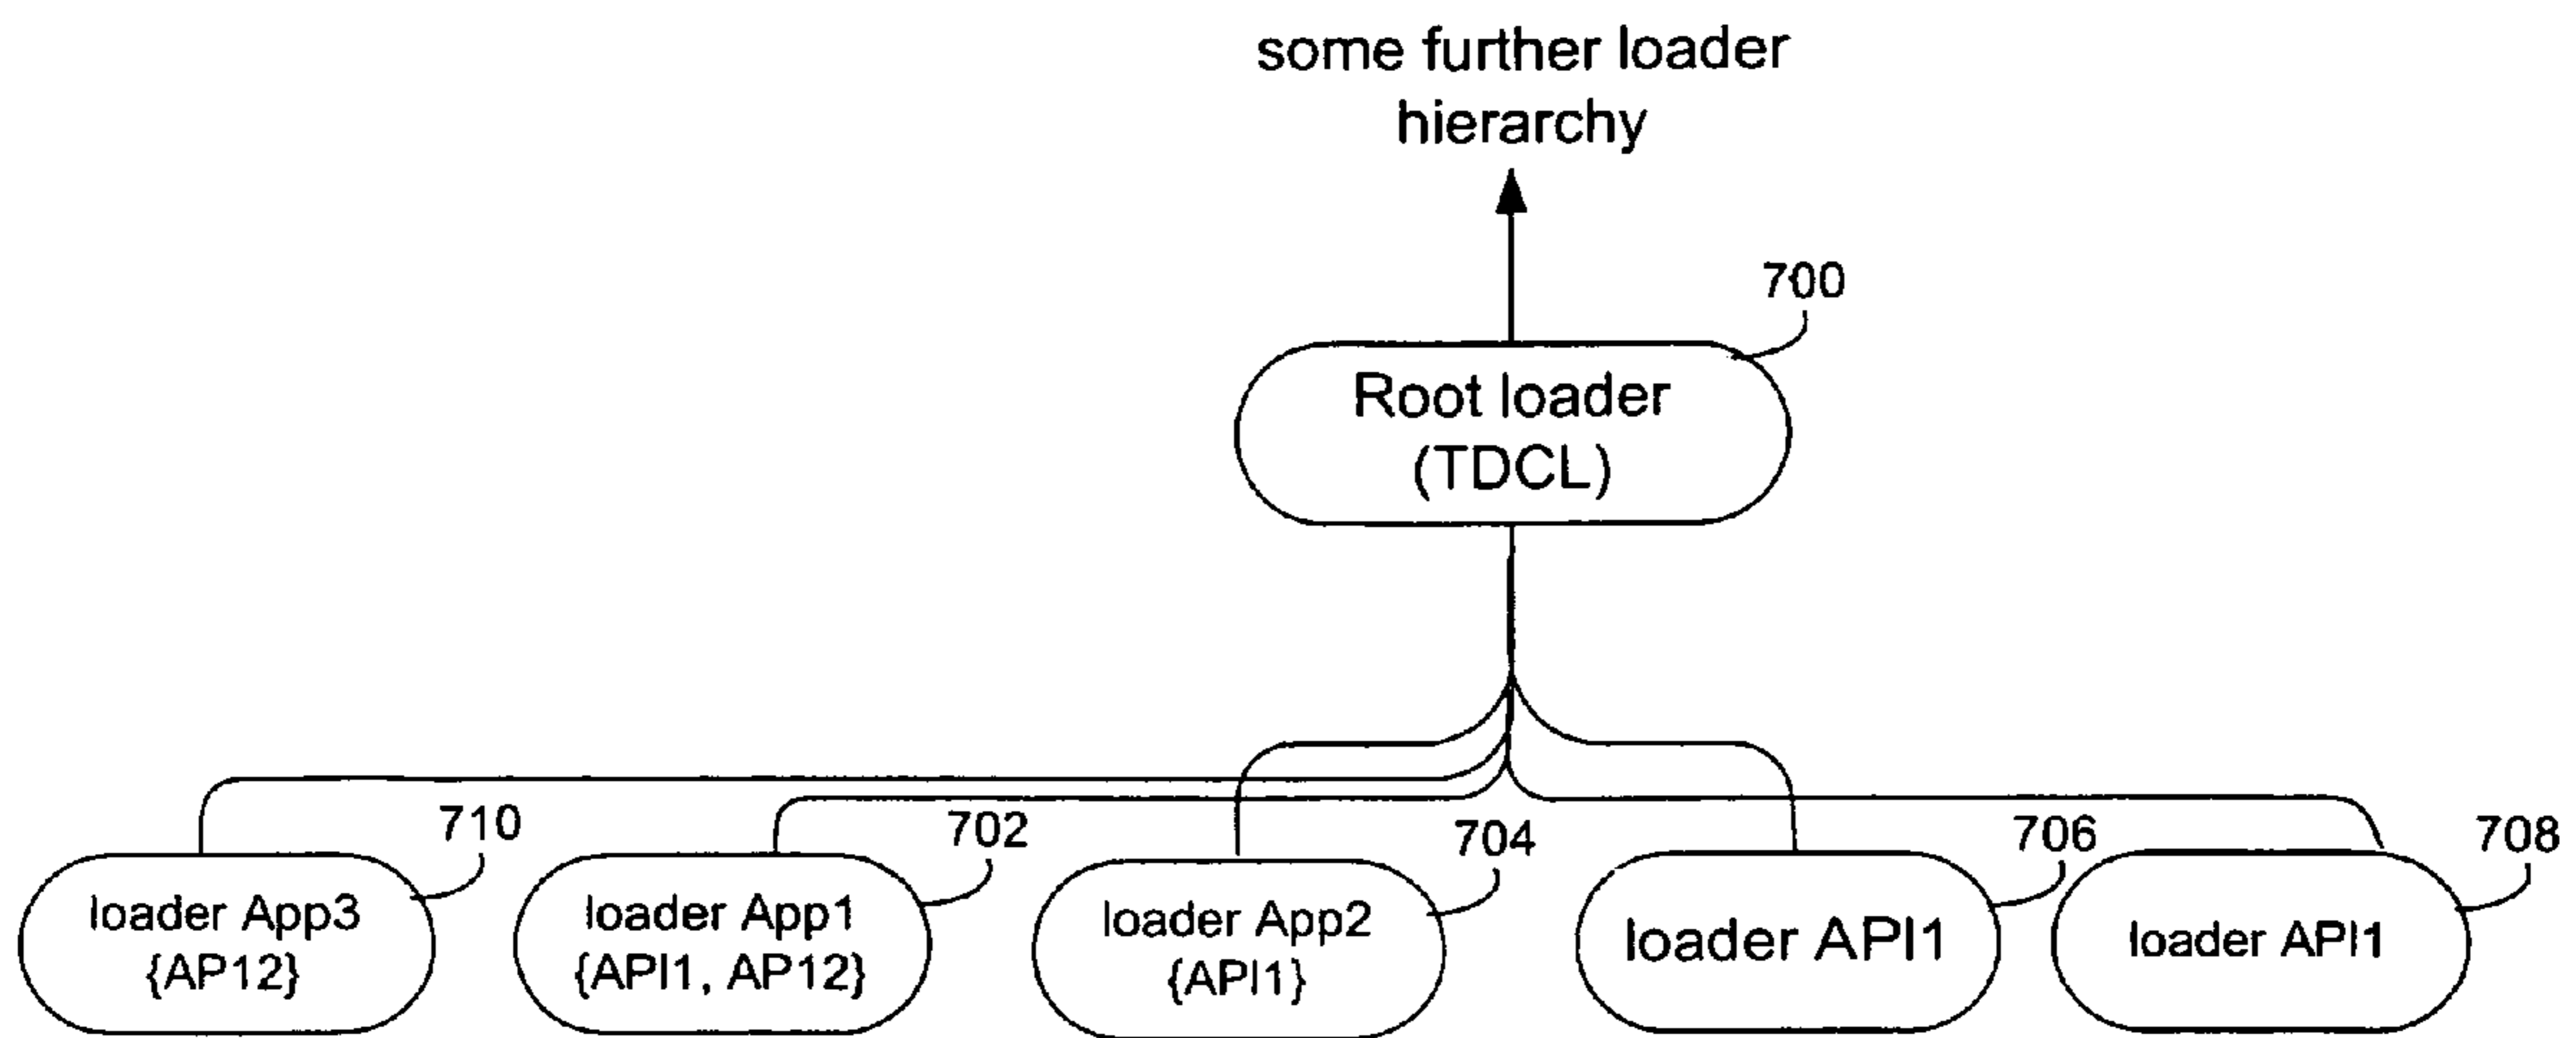 some further loader
hierarchy
700
Root loader
(TDCL)
710
702
704
706
708
loader App3
{AP12}
loader App1
{API1, AP12}
loader App2
{API1}
loader API1
loader API1